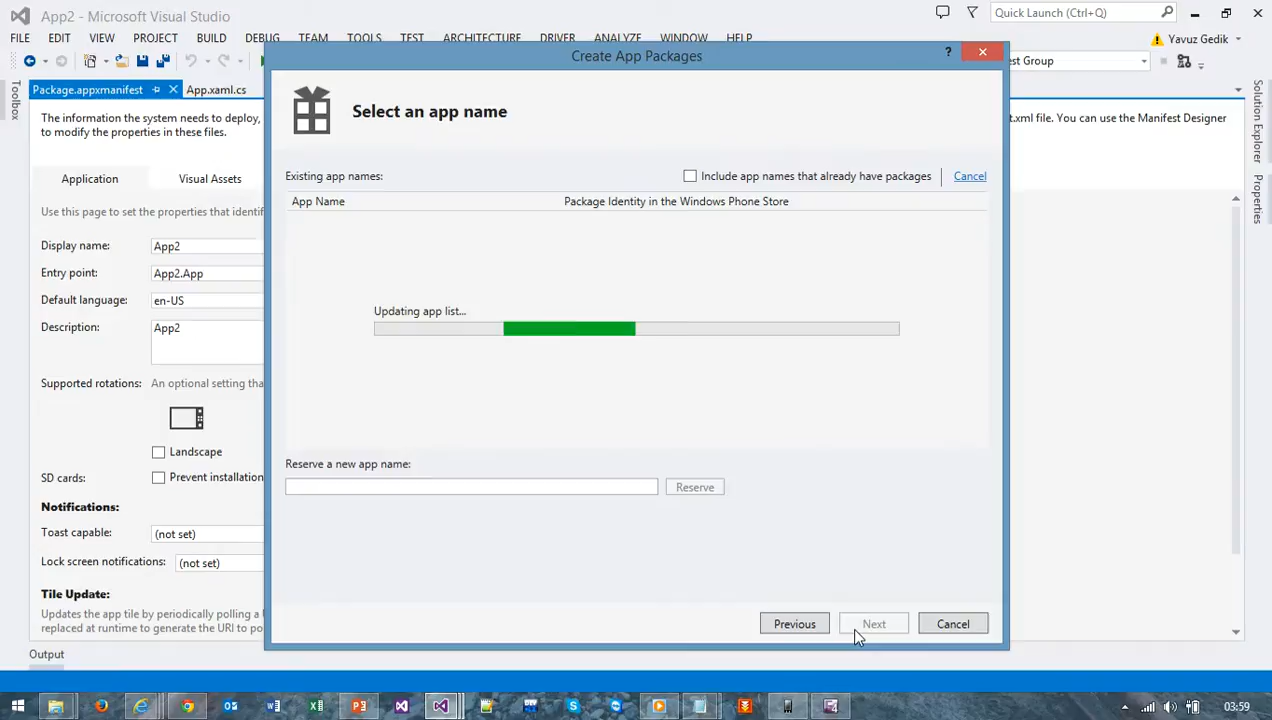 App2 - Microsoft Visual Studio
Quick Launch (Ctrl+Q)
FILE EDIT VIEW PROJECT BUILD DEBUG TEAM TOOLS TEST ARCHITECTURE DRIVER ANALYZE WINDOW HELP
Yavuz Gedik
Create App Packages
?
est Group
Package.appxmanifest
App.xaml.cs
Toolbox
Solution Explorer
Properties
The information the system needs to deploy,
t.xml file. You can use the Manifest Designer
to modify the properties in these files.
Select an app name
Application
Visual Assets
Existing app names:
Include app names that already have packages
Cancel
App Name
Package Identity in the Windows Phone Store
Use this page to set the properties that identif
Display name:
App2
Entry point:
App2.App
Default language:
en-US
Description:
App2
Updating app list...
Supported rotations:
An optional setting tha
Landscape
SD cards:
Prevent installation
Reserve a new app name:
Reserve
Notifications:
Toast capable:
(not set)
Lock screen notifications:
(not set)
Tile Update:
Updates the app tile by periodically polling a U
replaced at runtime to generate the URI to po
Previous
Next
Cancel
Output
03:59